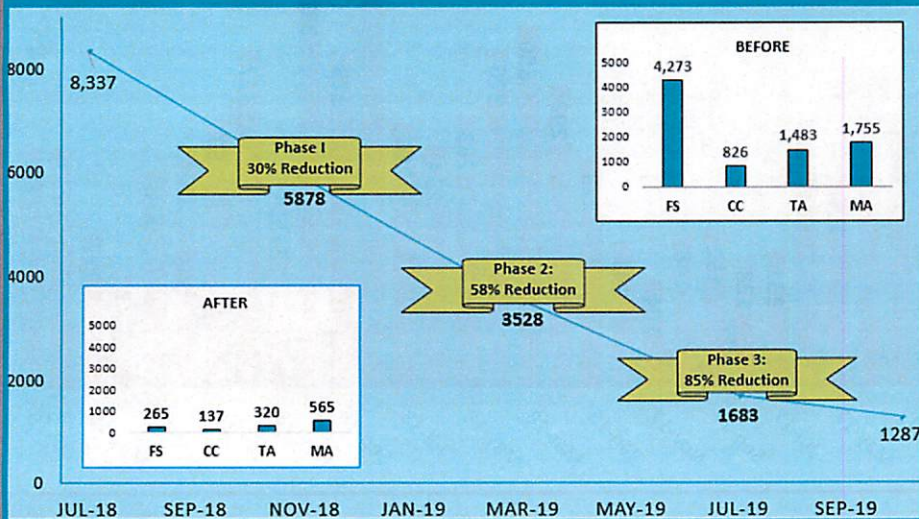 8000
6000
4000
2000
0
8,337
Phase I
30% Reduction
5878
Phase 2:
58% Reduction
3528
Phase 3:
85% Reduction
1683
1287
BEFORE
5000
4000
3000
2000
1000
0
4,273
826
1,483
1,755
FS CC TA MA
AFTER
5000
4000
3000
2000
1000
0
265
137
320
565
FS CC TA MA
JUL-18 SEP-18 NOV-18 JAN-19 MAR-19 MAY-19 JUL-19 SEP-19